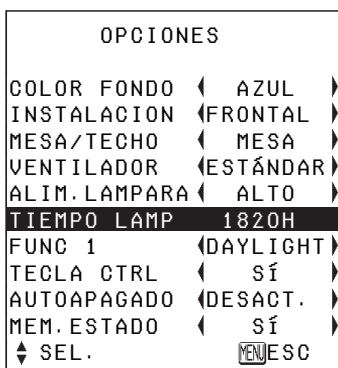 OPCIONES
COLOR FONDO AZUL
INSTALACION FRONTAL
MESA/TECHO MESA
VENTILADOR ESTÁNDAR
ALIM.LAMPARA ALTO
TIEMPO LAMP 1820H
FUNC 1 DAYLIGHT
TECLA CTRL SÍ
AUTOAPAGADO DESACT.
MEM.ESTADO SÍ
SEL. MENU ESC